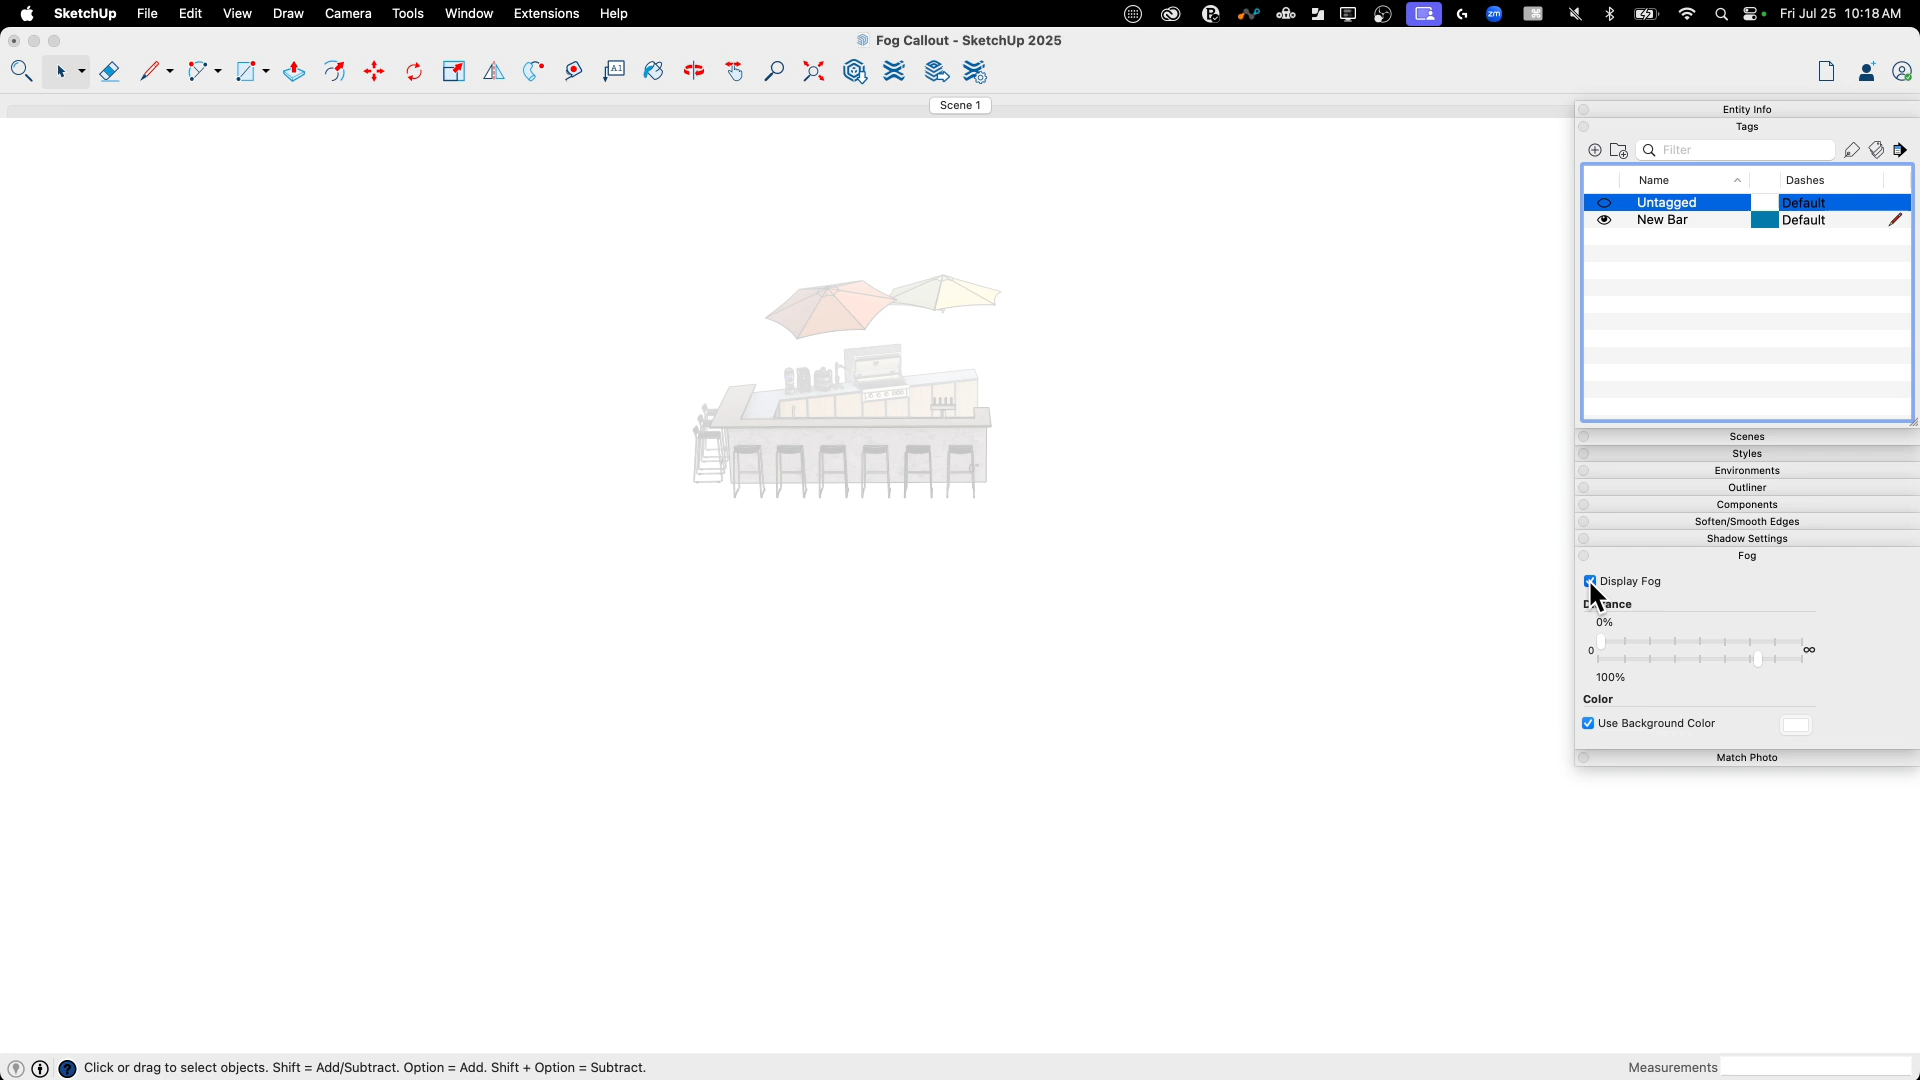 SketchUp File Edit View Draw Camera Tools Window Extensions Help zm Fri Jul 25 10:18 AM
Fog Callout - SketchUp 2025
A1
Scene 1
Entity Info
Tags
Filter
Name Dashes
Untagged Default
New Bar Default
Scenes
Styles
Environments
Outliner
Components
Soften/Smooth Edges
Shadow Settings
Fog
Display Fog
0%
0 ∞
100%
Color
Use Background Color
Match Photo
Click or drag to select objects. Shift = Add/Subtract. Option = Add. Shift + Option = Subtract. Measurements